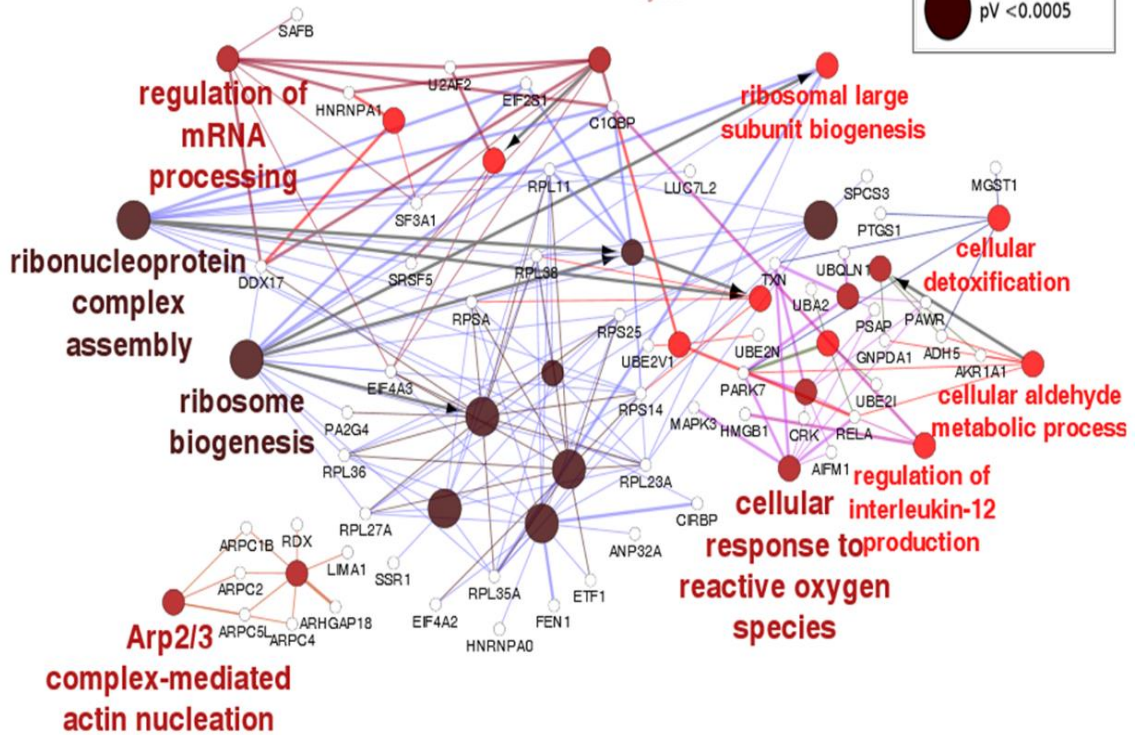 pV <0.0005
SAFB
U2AF2
regulation of
mRNA
processing
HNRNPA1
EIF2S1
C1QBP
ribosomal large
subunit biogenesis
RPL11
LUC7L2
SPCS3
MGST1
SF3A1
PTGS1
ribonucleoprotein
complex
assembly
DDX17
SRSF5
RPL38
TXN
UBQLN1
cellular
detoxification
UBA2
RPSA
RPS25
PSAP
PAWR
UBE2V1
UBE2N
GNPDA1
ADH5
AKR1A1
EIF4A3
PARK7
UBE2I
ribosome
biogenesis
RPS14
cellular aldehyde
metabolic process
PA2G4
MAPK3
HMGB1
CRK
RELA
RPL36
RPL23A
AIFM1
regulation of
interleukin-12
production
cellular
response to
reactive oxygen
species
RPL27A
CIRBP
ANP32A
ARPC1B
RDX
LIMA1
SSR1
ARPC2
RPL35A
ETF1
ARPC5L
ARPC4
ARHGAP18
EIF4A2
FEN1
HNRNPA0
Arp2/3
complex-mediated
actin nucleation